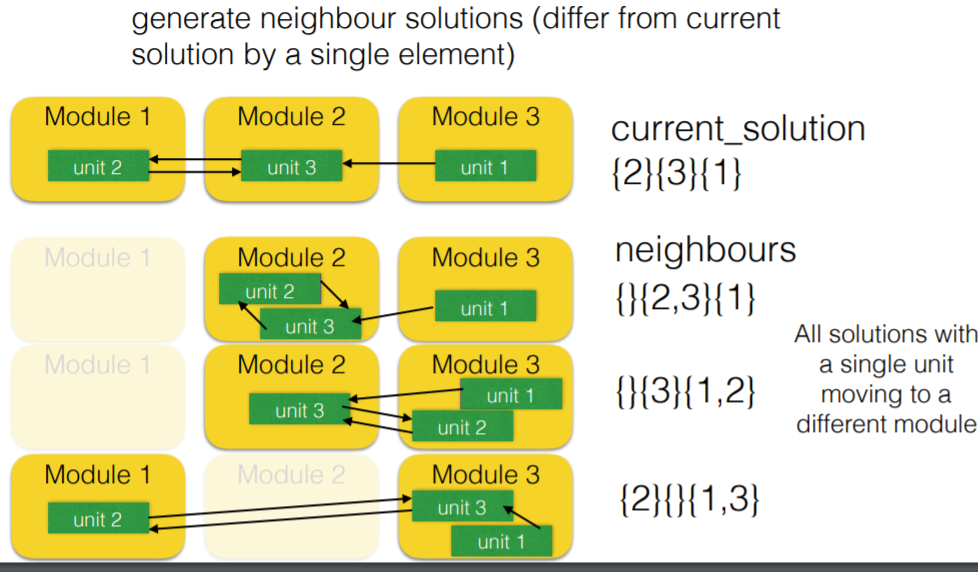 generate neighbour solutions (differ from current
solution by a single element)
Module 1
Module 2
Module 3
unit 2
unit 3
unit 1
current_solution
{2}{3}{1}
neighbours
Module 1
Module 2
Module 3
unit 2
unit 3
unit 1
{}{2,3}{1}
Module 1
Module 2
Module 3
unit 3
unit 1
unit 2
{}{3}{1,2}
All solutions with
a single unit
moving to a
different module
Module 1
Module 2
Module 3
unit 2
unit 3
unit 1
{2}{}{1,3}